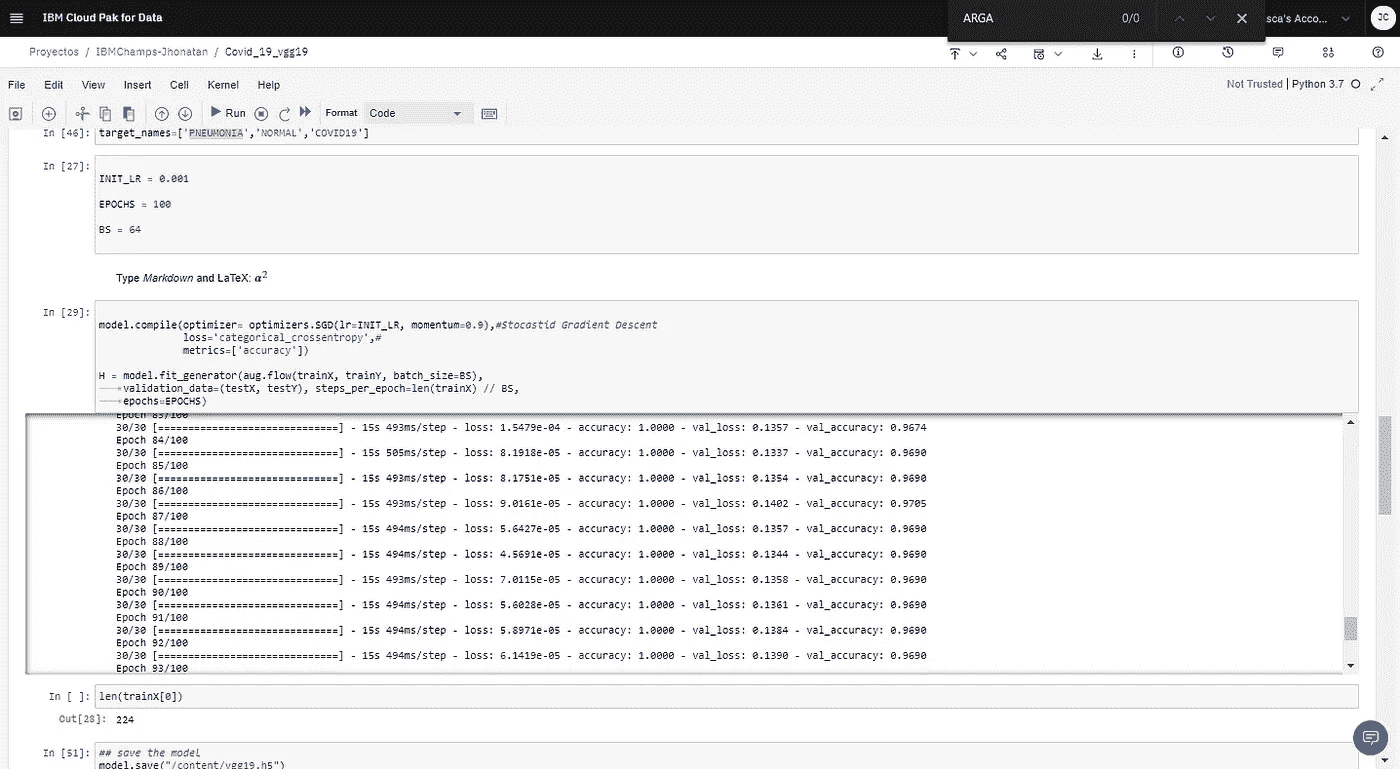 IBM Cloud Pak for Data
ARGA 0/0
sca's Acco...
JC
Proyectos / IBMChamps-Jhonatan / Covid_19_vgg19
File Edit View Insert Cell Kernel Help
Not Trusted | Python 3.7
Run Format Code
In [46]: target_names=['PNEUMONIA','NORMAL','COVID19']
In [27]:
INIT_LR = 0.001
EPOCHS = 100
BS = 64
Type Markdown and LaTeX: α2
In [29]:
model.compile(optimizer= optimizers.SGD(lr=INIT_LR, momentum=0.9),#Stocastid Gradient Descent
loss='categorical_crossentropy',#
metrics=['accuracy'])
H = model.fit_generator(aug.flow(trainX, trainY, batch_size=BS),
validation_data=(testX, testY), steps_per_epoch=len(trainX) // BS,
epochs=EPOCHS)
Epoch 83/100
30/30 [==============================] - 15s 493ms/step - loss: 1.5479e-04 - accuracy: 1.0000 - val_loss: 0.1357 - val_accuracy: 0.9674
Epoch 84/100
30/30 [==============================] - 15s 505ms/step - loss: 8.1918e-05 - accuracy: 1.0000 - val_loss: 0.1337 - val_accuracy: 0.9690
Epoch 85/100
30/30 [==============================] - 15s 493ms/step - loss: 8.1751e-05 - accuracy: 1.0000 - val_loss: 0.1354 - val_accuracy: 0.9690
Epoch 86/100
30/30 [==============================] - 15s 493ms/step - loss: 9.0161e-05 - accuracy: 1.0000 - val_loss: 0.1402 - val_accuracy: 0.9705
Epoch 87/100
30/30 [==============================] - 15s 494ms/step - loss: 5.6427e-05 - accuracy: 1.0000 - val_loss: 0.1357 - val_accuracy: 0.9690
Epoch 88/100
30/30 [==============================] - 15s 494ms/step - loss: 4.5691e-05 - accuracy: 1.0000 - val_loss: 0.1344 - val_accuracy: 0.9690
Epoch 89/100
30/30 [==============================] - 15s 493ms/step - loss: 7.0115e-05 - accuracy: 1.0000 - val_loss: 0.1358 - val_accuracy: 0.9690
Epoch 90/100
30/30 [==============================] - 15s 494ms/step - loss: 5.6028e-05 - accuracy: 1.0000 - val_loss: 0.1361 - val_accuracy: 0.9690
Epoch 91/100
30/30 [==============================] - 15s 494ms/step - loss: 5.8971e-05 - accuracy: 1.0000 - val_loss: 0.1384 - val_accuracy: 0.9690
Epoch 92/100
30/30 [==============================] - 15s 494ms/step - loss: 6.1419e-05 - accuracy: 1.0000 - val_loss: 0.1390 - val_accuracy: 0.9690
Epoch 93/100
In [ ]: len(trainX[0])
Out[28]: 224
In [51]: ## save the model
model.save("/content/vgg19.h5")